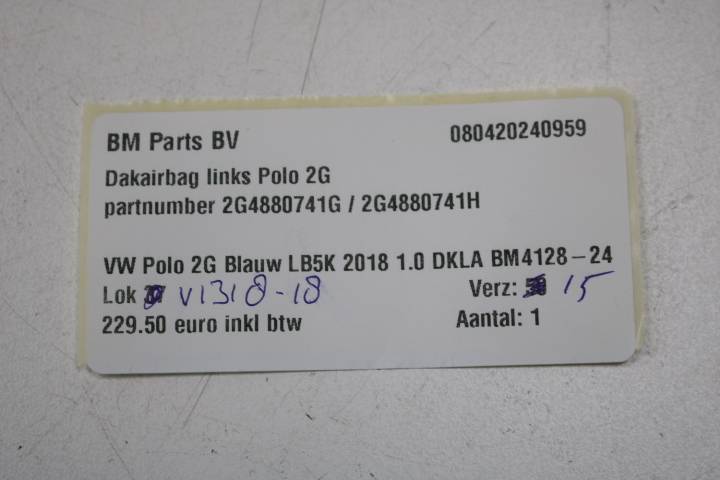 BM Parts BV 080420240959
Dakairbag links Polo 2G
partnumber 2G4880741G / 2G4880741H
VW Polo 2G Blauw LB5K 2018 1.0 DKLA BM4128-24
Lok V1318-18 Verz: 15
229.50 euro inkl btw Aantal: 1